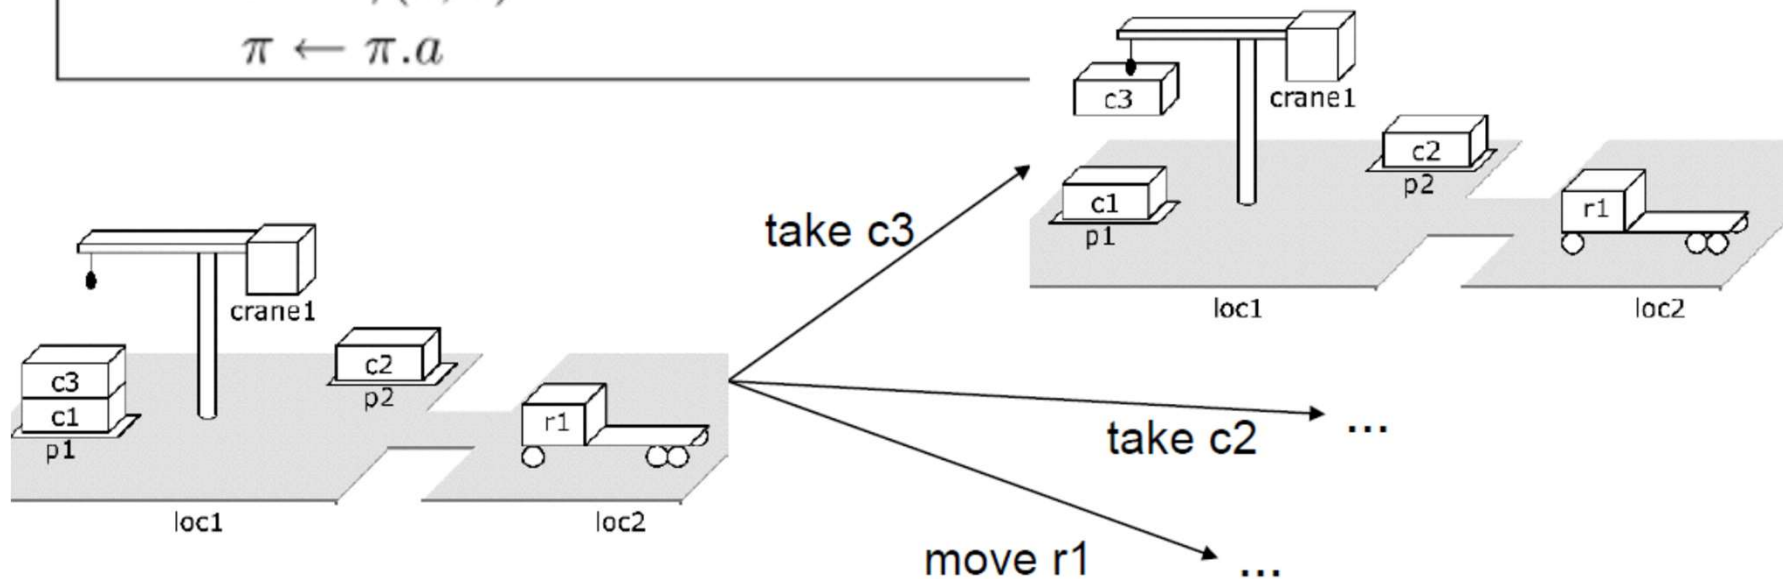 π ← π.a
c3
crane1
c2
p2
c1
p1
r1
loc1
loc2
take c3
crane1
c3
c1
p1
c2
p2
r1
loc1
loc2
take c2
...
move r1
...